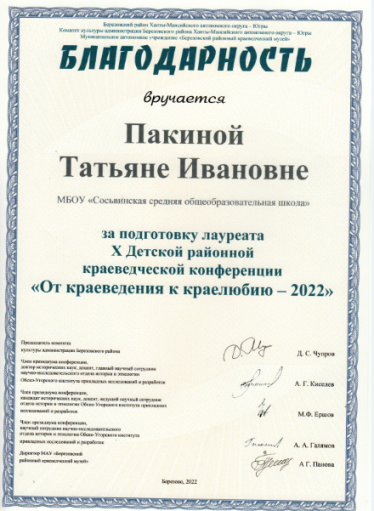 Березовский район Ханты-Мансийского автономного округа – Югры
Комитет культуры администрации Березовского района Ханты-Мансийского автономного округа – Югры
Муниципальное автономное учреждение «Березовский районный краеведческий музей»
БЛАГОДАРНОСТЬ
вручается
Пакиной
Татьяне Ивановне
МБОУ «Сосьвинская средняя общеобразовательная школа»
за подготовку лауреата
X Детской районной
краеведческой конференции
«От краеведения к краелюбию – 2022»
Председатель комитета
культуры администрации Березовского района
Д. С. Чупров
Член президиума конференции,
доктор исторических наук, доцент, главный научный сотрудник
научно-исследовательского отдела истории и этнологии
Обско-Угорского института прикладных исследований и разработок
А. Г. Киселев
Член президиума конференции,
кандидат исторических наук, доцент, ведущий научный сотрудник
отдела истории и этнологии Обско-Угорского института прикладных
исследований и разработок
М.Ф. Ершов
Член президиума конференции,
научный сотрудник научно-исследовательского
отдела истории и этнологии Обско-Угорского института
прикладных исследований и разработок
А. А. Галямов
Директор МАУ «Березовский
районный краеведческий музей»
А Г Панова
Березово, 2022